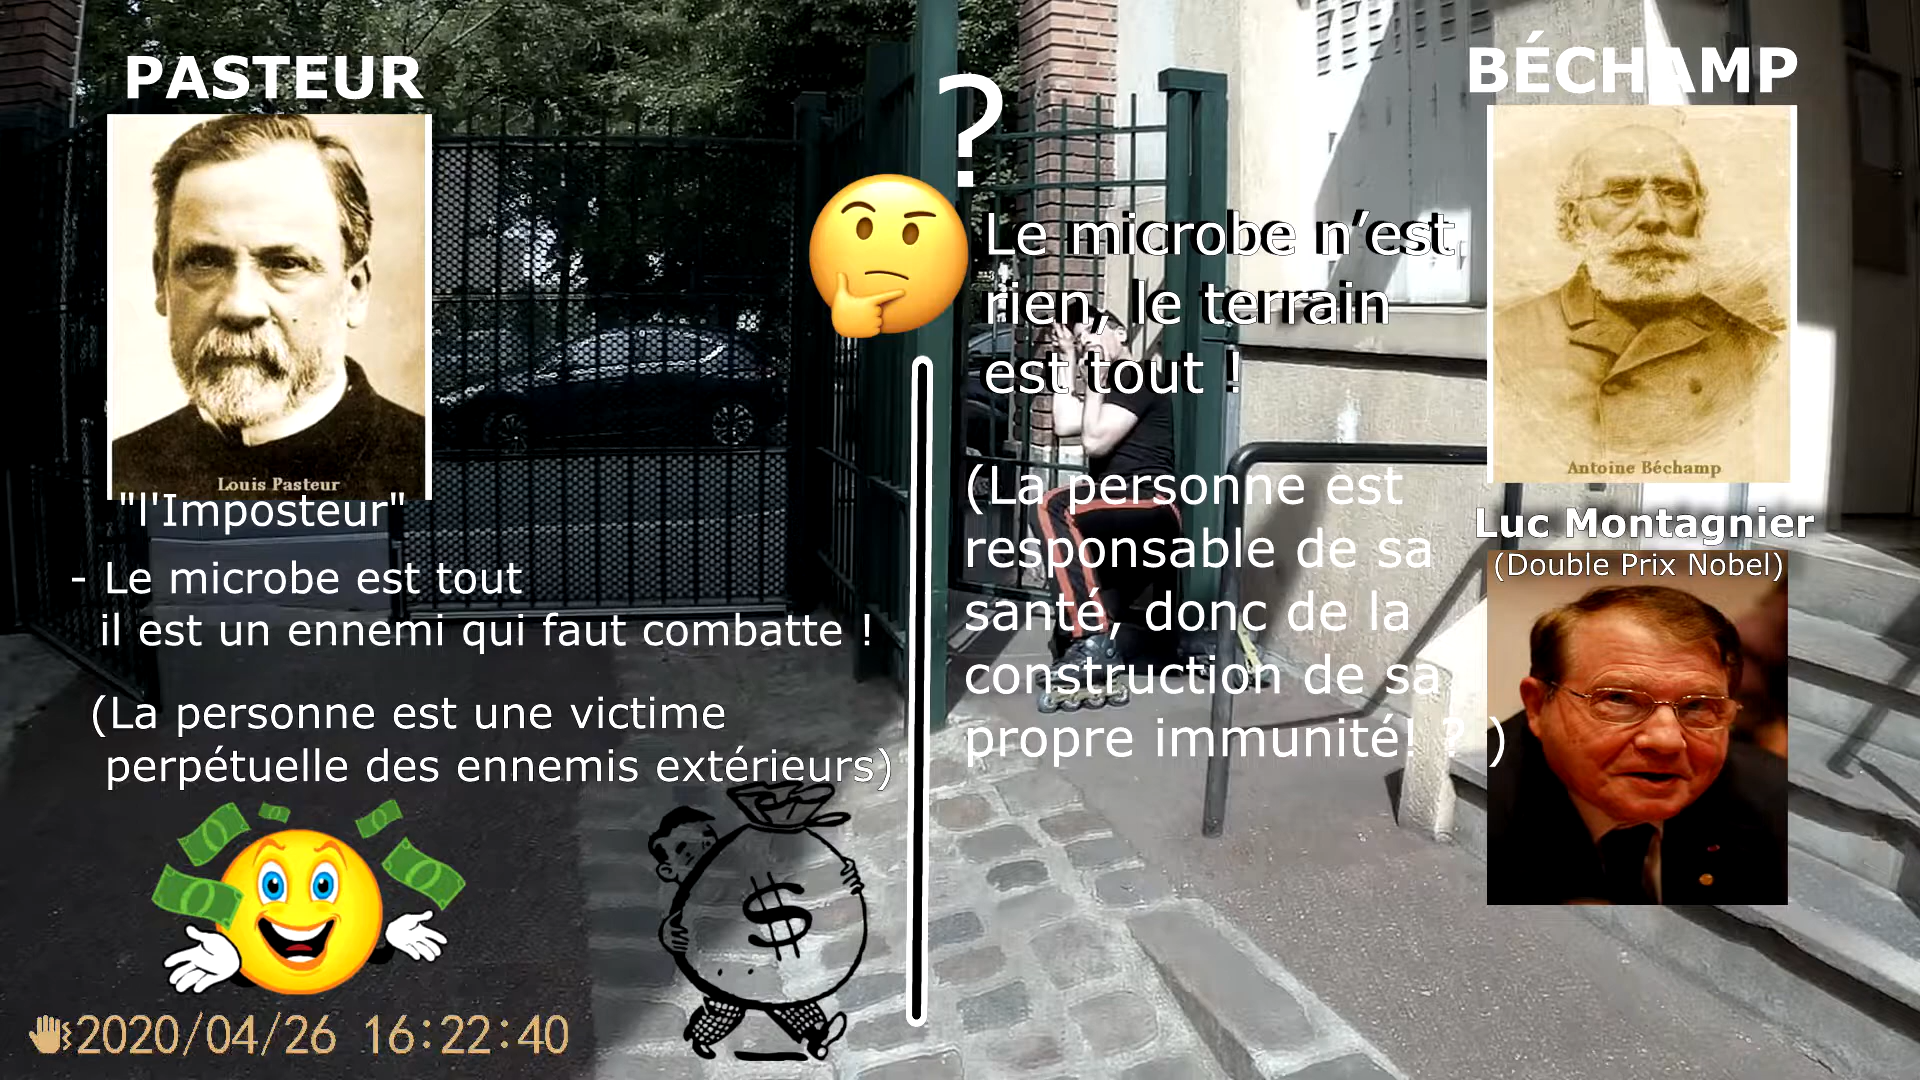 PASTEUR
Louis Pasteur
"l'Imposteur"
- Le microbe est tout
il est un ennemi qui faut combatte !
(La personne est une victime
perpétuelle des ennemis extérieurs)
$
2020/04/26 16:22:40
?
Le microbe n’est
rien, le terrain
est tout !
(La personne est
responsable de sa
santé, donc de la
construction de sa
propre immunité! ? )
BÉCHAMP
Antoine Béchamp
Luc Montagnier
(Double Prix Nobel)